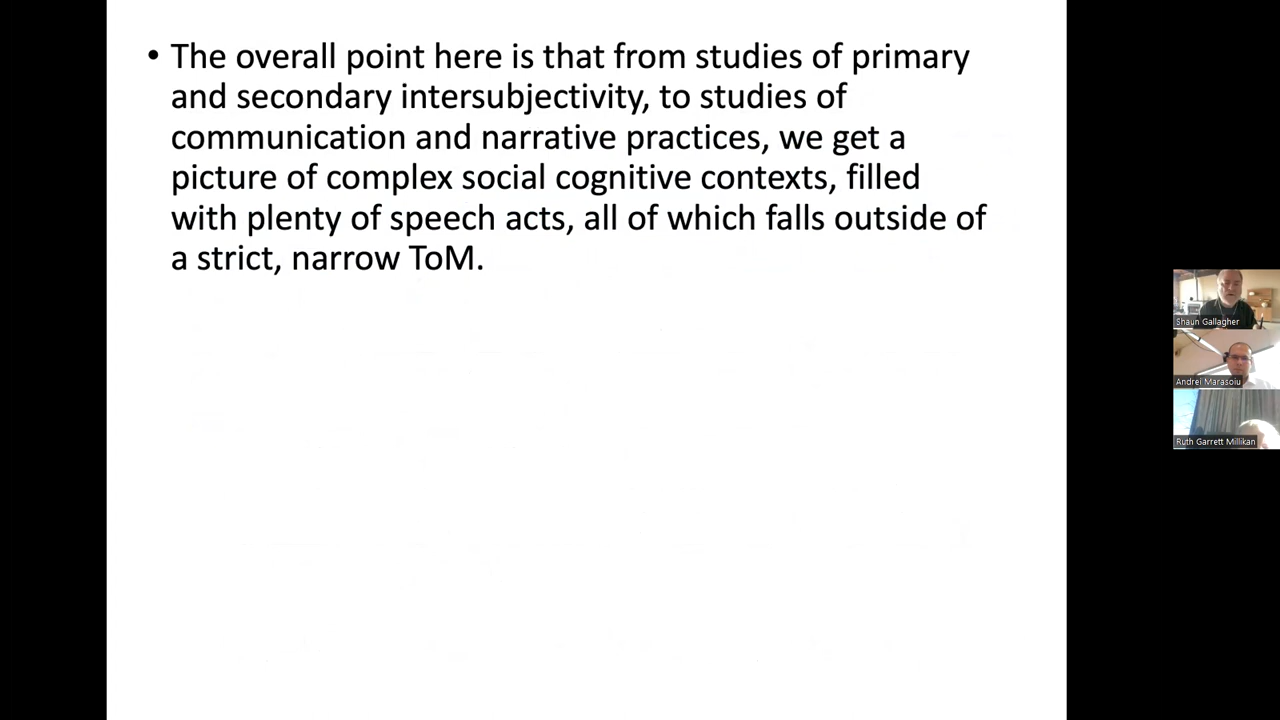 • The overall point here is that from studies of primary
and secondary intersubjectivity, to studies of
communication and narrative practices, we get a
picture of complex social cognitive contexts, filled
with plenty of speech acts, all of which falls outside of
a strict, narrow ToM.
Shaun Gallagher
Andrei Marasoiu
Ruth Garrett Millikan